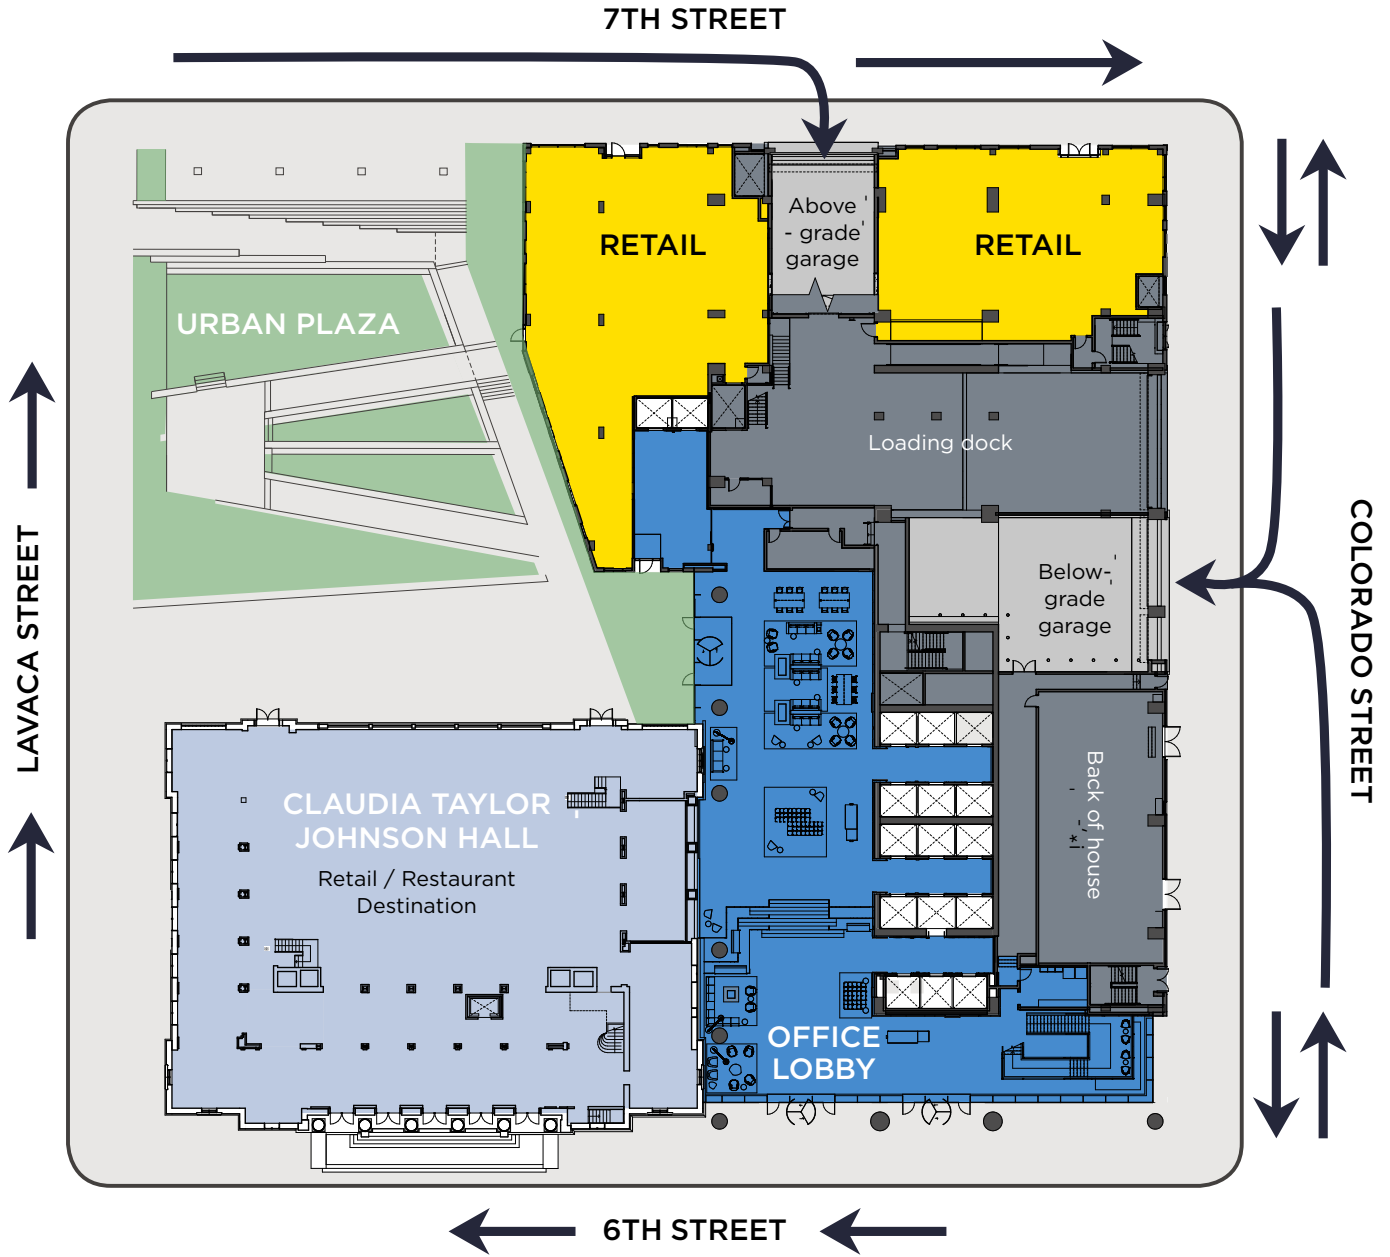 7TH STREET
Above
- grade
garage
RETAIL
RETAIL
URBAN PLAZA
Loading dock
LAVACA STREET
COLORADO STREET
Below-
grade
garage
CLAUDIA TAYLOR
JOHNSON HALL
Retail / Restaurant
Destination
Back of house
OFFICE
LOBBY
6TH STREET